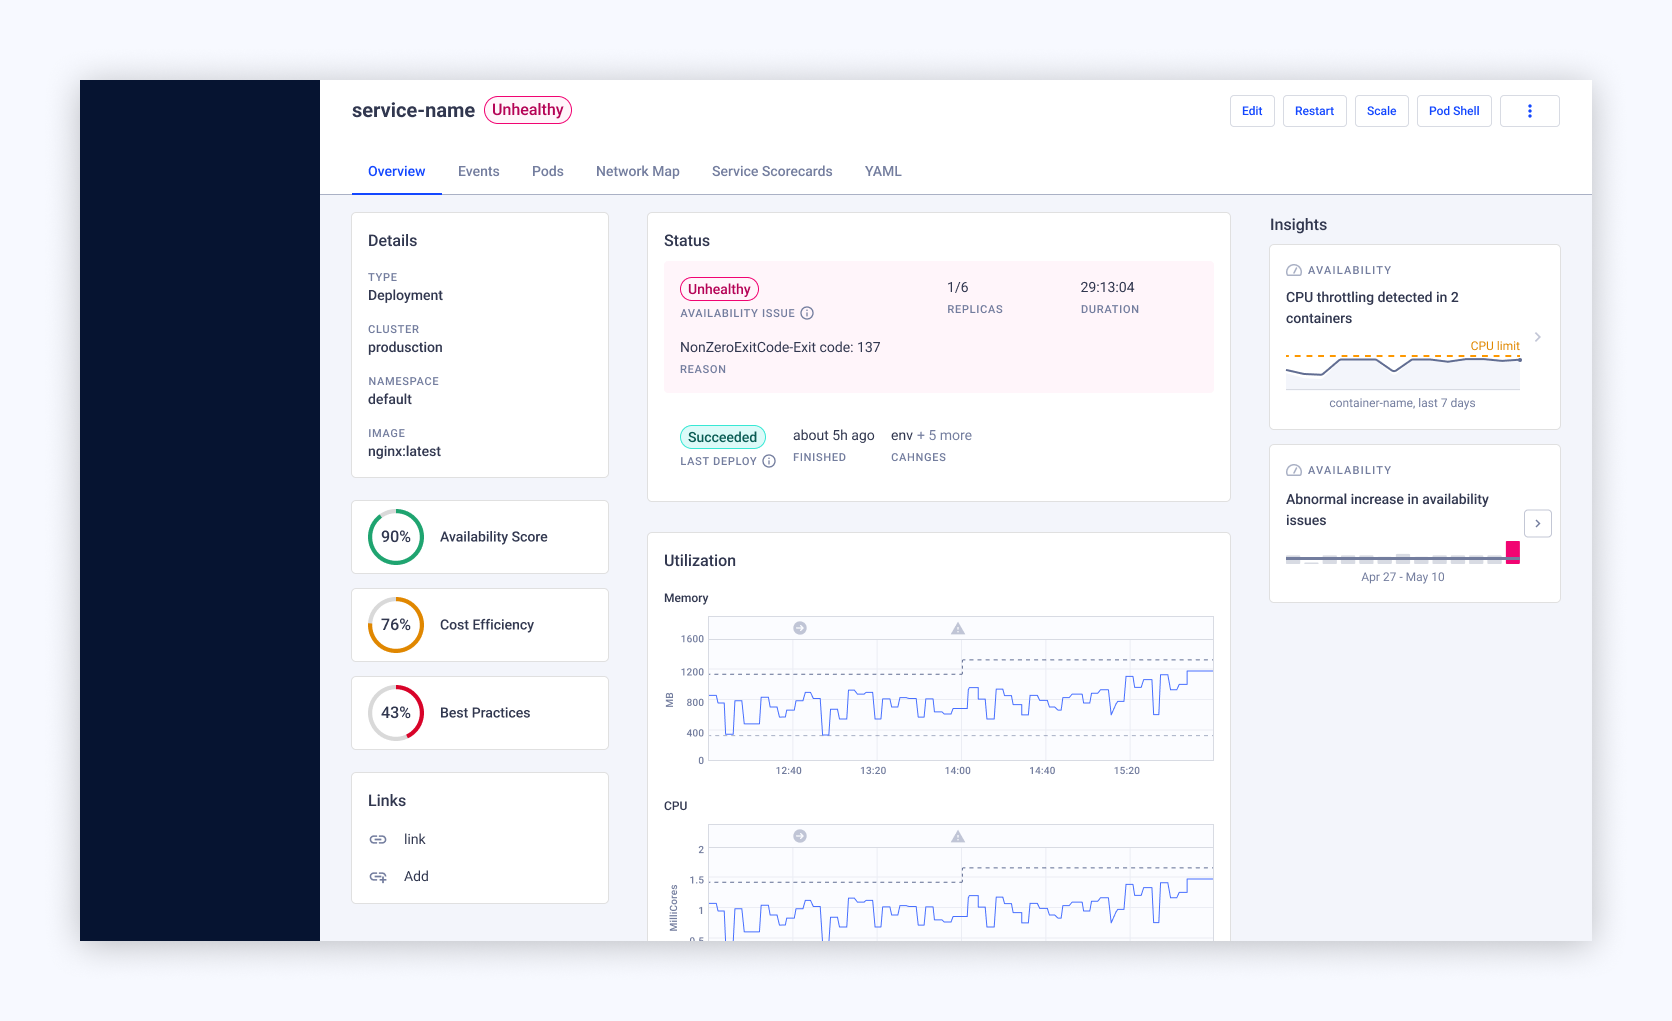 service-name Unhealthy
Edit Restart Scale Pod Shell
Overview Events Pods Network Map Service Scorecards YAML
Details
TYPE
Deployment
CLUSTER
produsction
NAMESPACE
default
IMAGE
nginx:latest
90% Availability Score
76% Cost Efficiency
43% Best Practices
Links
link
Add
Status
Unhealthy
AVAILABILITY ISSUE
1/6
REPLICAS
29:13:04
DURATION
NonZeroExitCode-Exit code: 137
REASON
Succeeded
LAST DEPLOY
about 5h ago
FINISHED
env + 5 more
CAHNGES
Utilization
Memory
MB
1600
1200
800
400
0
12:40 13:20 14:00 14:40 15:20
CPU
MilliCores
2
1.5
1
0.5
Insights
AVAILABILITY
CPU throttling detected in 2
containers
CPU limit
container-name, last 7 days
AVAILABILITY
Abnormal increase in availability
issues
Apr 27 - May 10